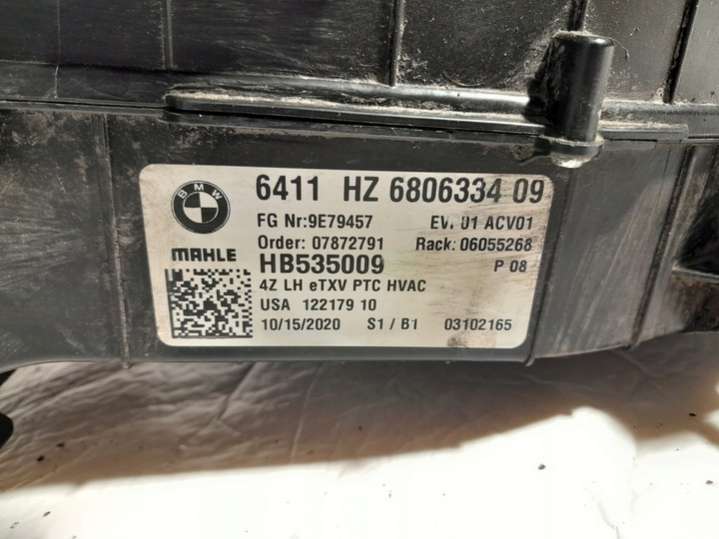 BMW
6411 HZ 6806334 09
FG Nr:9E79457 01 ACV01
Order: 07872791 Rack: 06055268
MAHLE HB535009 P 08
4Z LH eTXV PTC HVAC
USA 122179 10
10/15/2020 S1 / B1 03102165